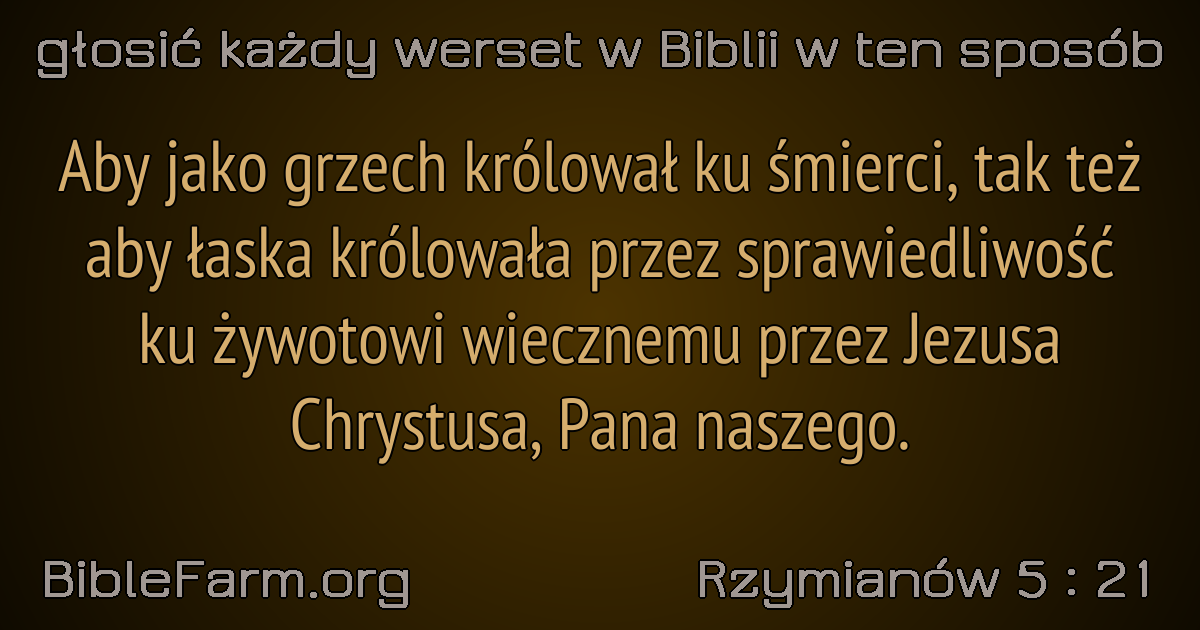 głosić każdy werset w Biblii w ten sposób
Aby jako grzech królował ku śmierci, tak też
aby łaska królowała przez sprawiedliwość
ku żywotowi wiecznemu przez Jezusa
Chrystusa, Pana naszego.
BibleFarm.org
Rzymianów 5 : 21